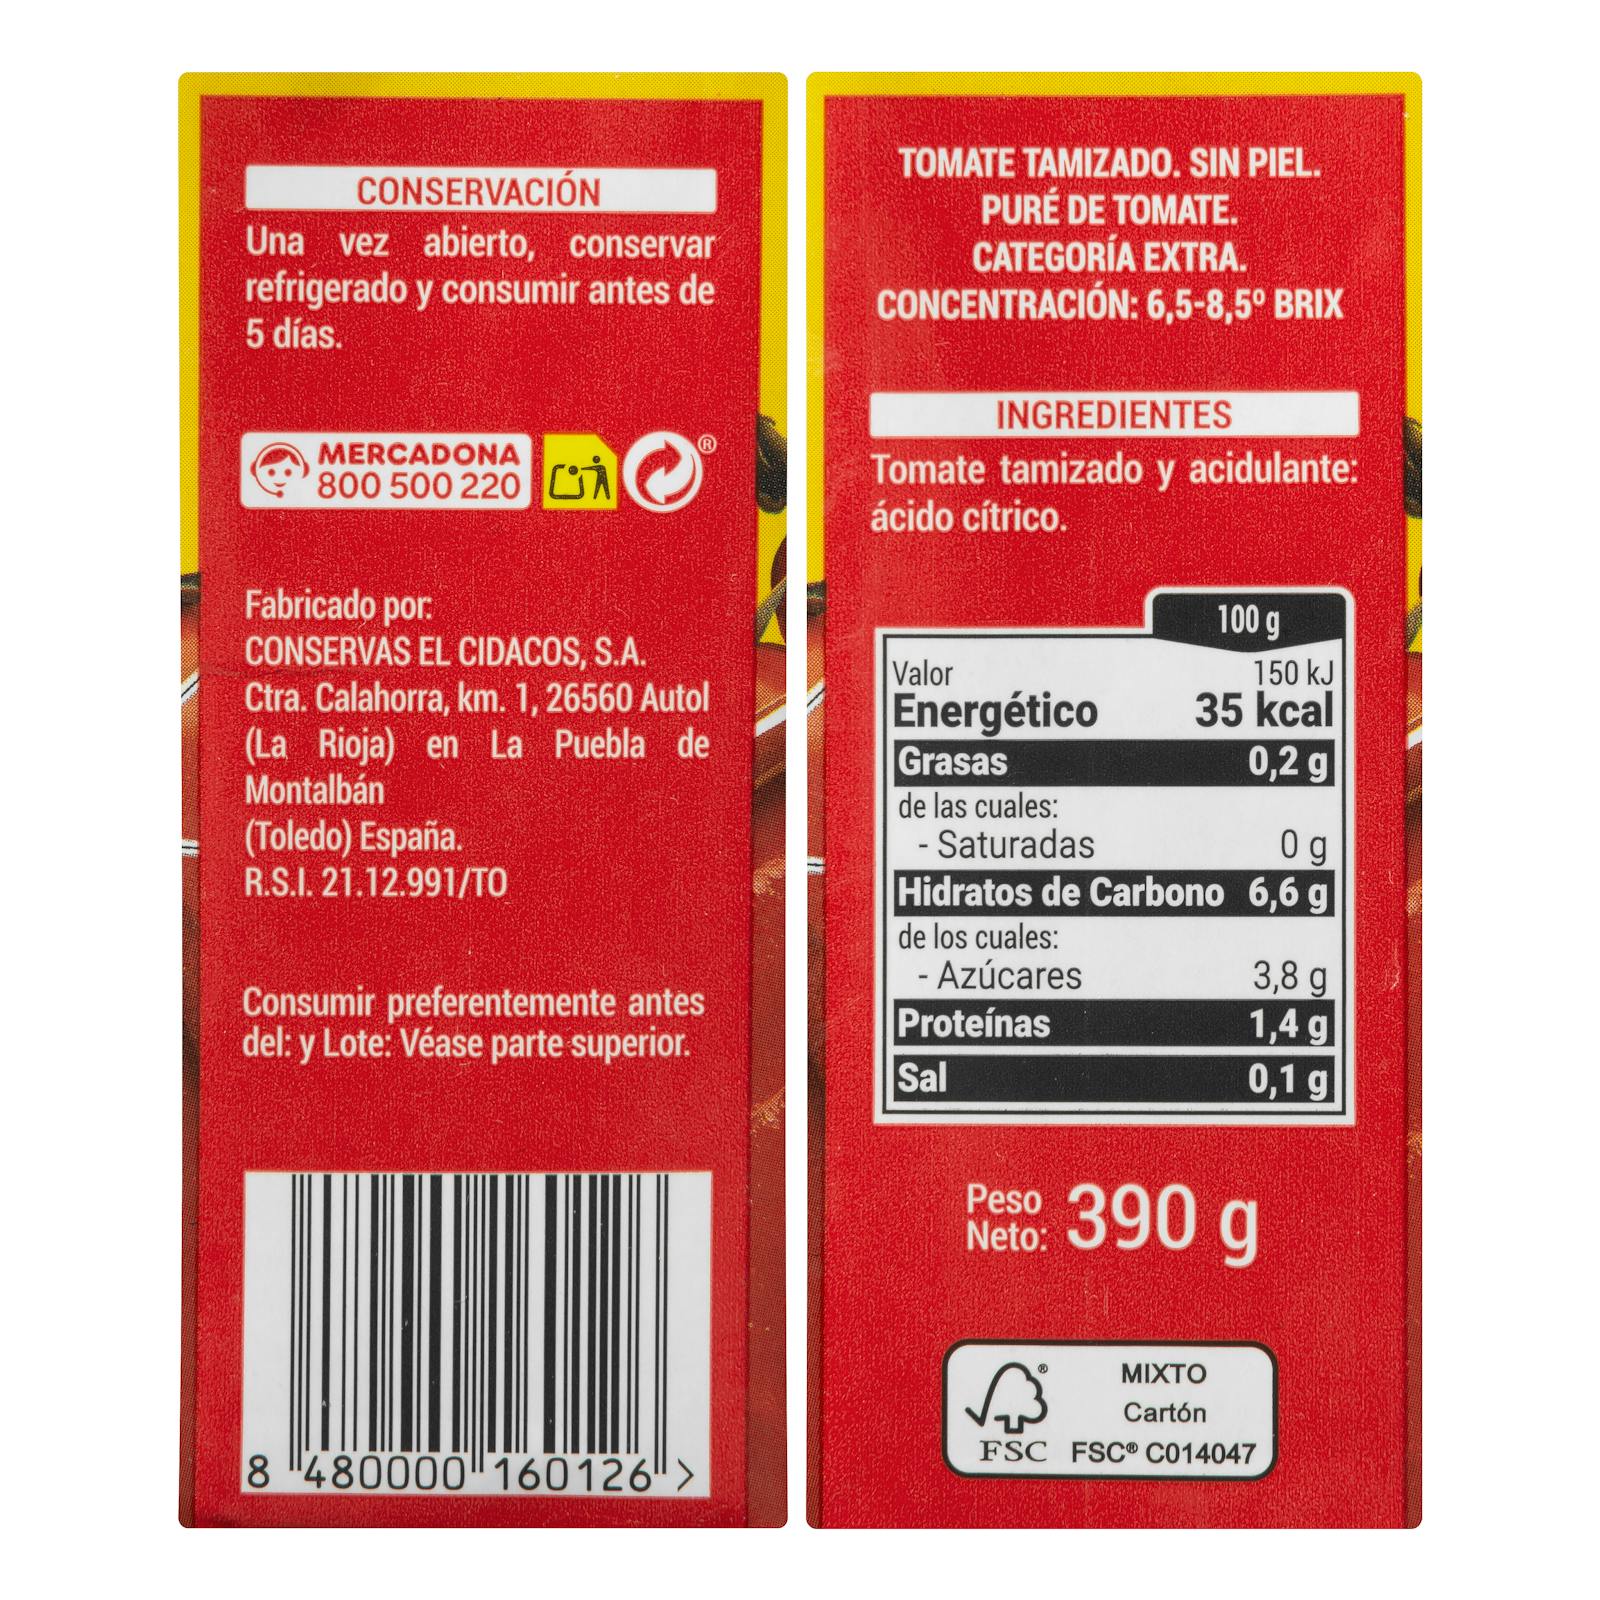 CONSERVACIÓN
Una vez abierto, conservar
refrigerado y consumir antes de
5 días.
MERCADONA
800 500 220
®
Fabricado por:
CONSERVAS EL CIDACOS, S.A.
Ctra. Calahorra, km. 1, 26560 Autol
(La Rioja) en La Puebla de
Montalbán
(Toledo) España.
R.S.I. 21.12.991/TO
Consumir preferentemente antes
del: y Lote: Véase parte superior.
8 480000 160126 >
TOMATE TAMIZADO. SIN PIEL.
PURÉ DE TOMATE.
CATEGORÍA EXTRA.
CONCENTRACIÓN: 6,5-8,5º BRIX
INGREDIENTES
Tomate tamizado y acidulante:
ácido cítrico.
100 g
Valor 150 kJ
Energético 35 kcal
Grasas 0,2 g
de las cuales:
- Saturadas 0 g
Hidratos de Carbono 6,6 g
de los cuales:
- Azúcares 3,8 g
Proteínas 1,4 g
Sal 0,1 g
Peso
Neto: 390 g
®
MIXTO
Cartón
FSC FSC® C014047